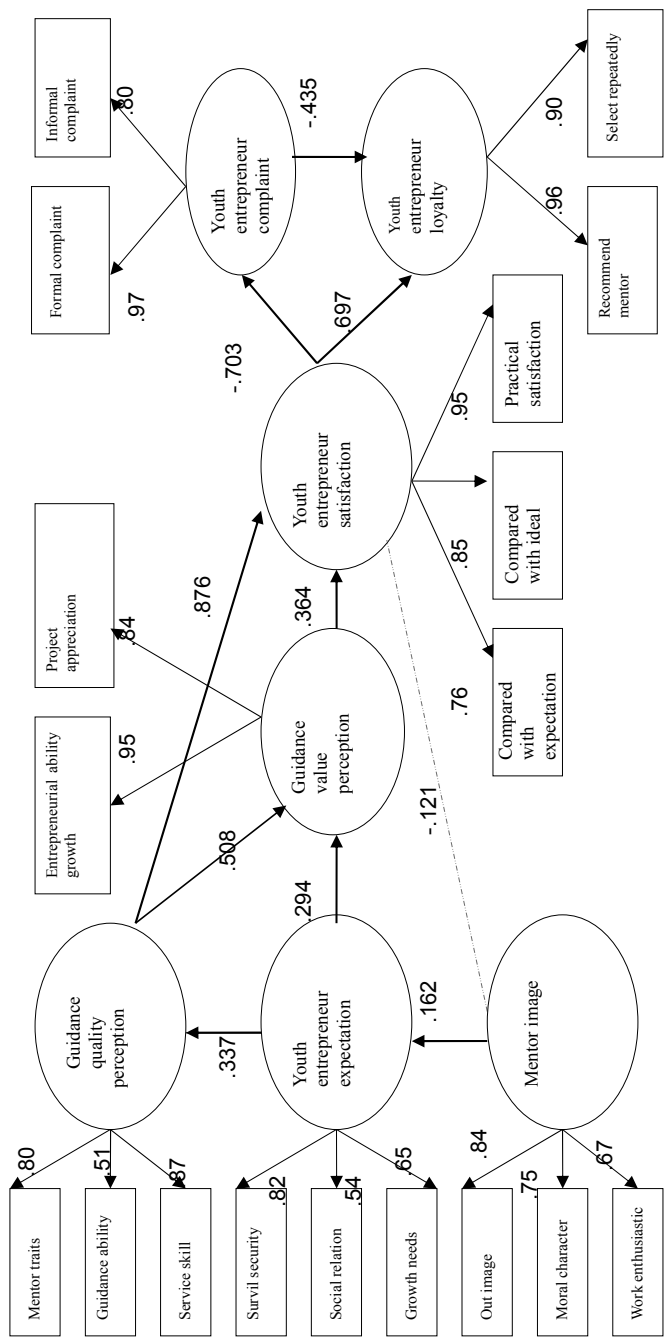 Mentor traits
Guidance ability
Service skill
Survil security
Social relation
Growth needs
Out image
Moral character
Work enthusiastic
.80
.51
.87
.82
.54
.65
.84
.75
.67
Guidance
quality
perception
Youth
entrepreneur
expectation
Mentor image
.337
.162
Entrepreneurial ability
growth
Project
appreciation
.95
.84
.508
.294
.876
-.121
Guidance
value
perception
.364
Youth
entrepreneur
satisfaction
Compared
with
expectation
Compared
with ideal
Practical
satisfaction
.76
.85
.95
-.703
.697
Formal complaint
Informal
complaint
.97
.80
Youth
entrepreneur
complaint
-.435
Youth
entrepreneur
loyalty
.96
.90
Recommend
mentor
Select repeatedly